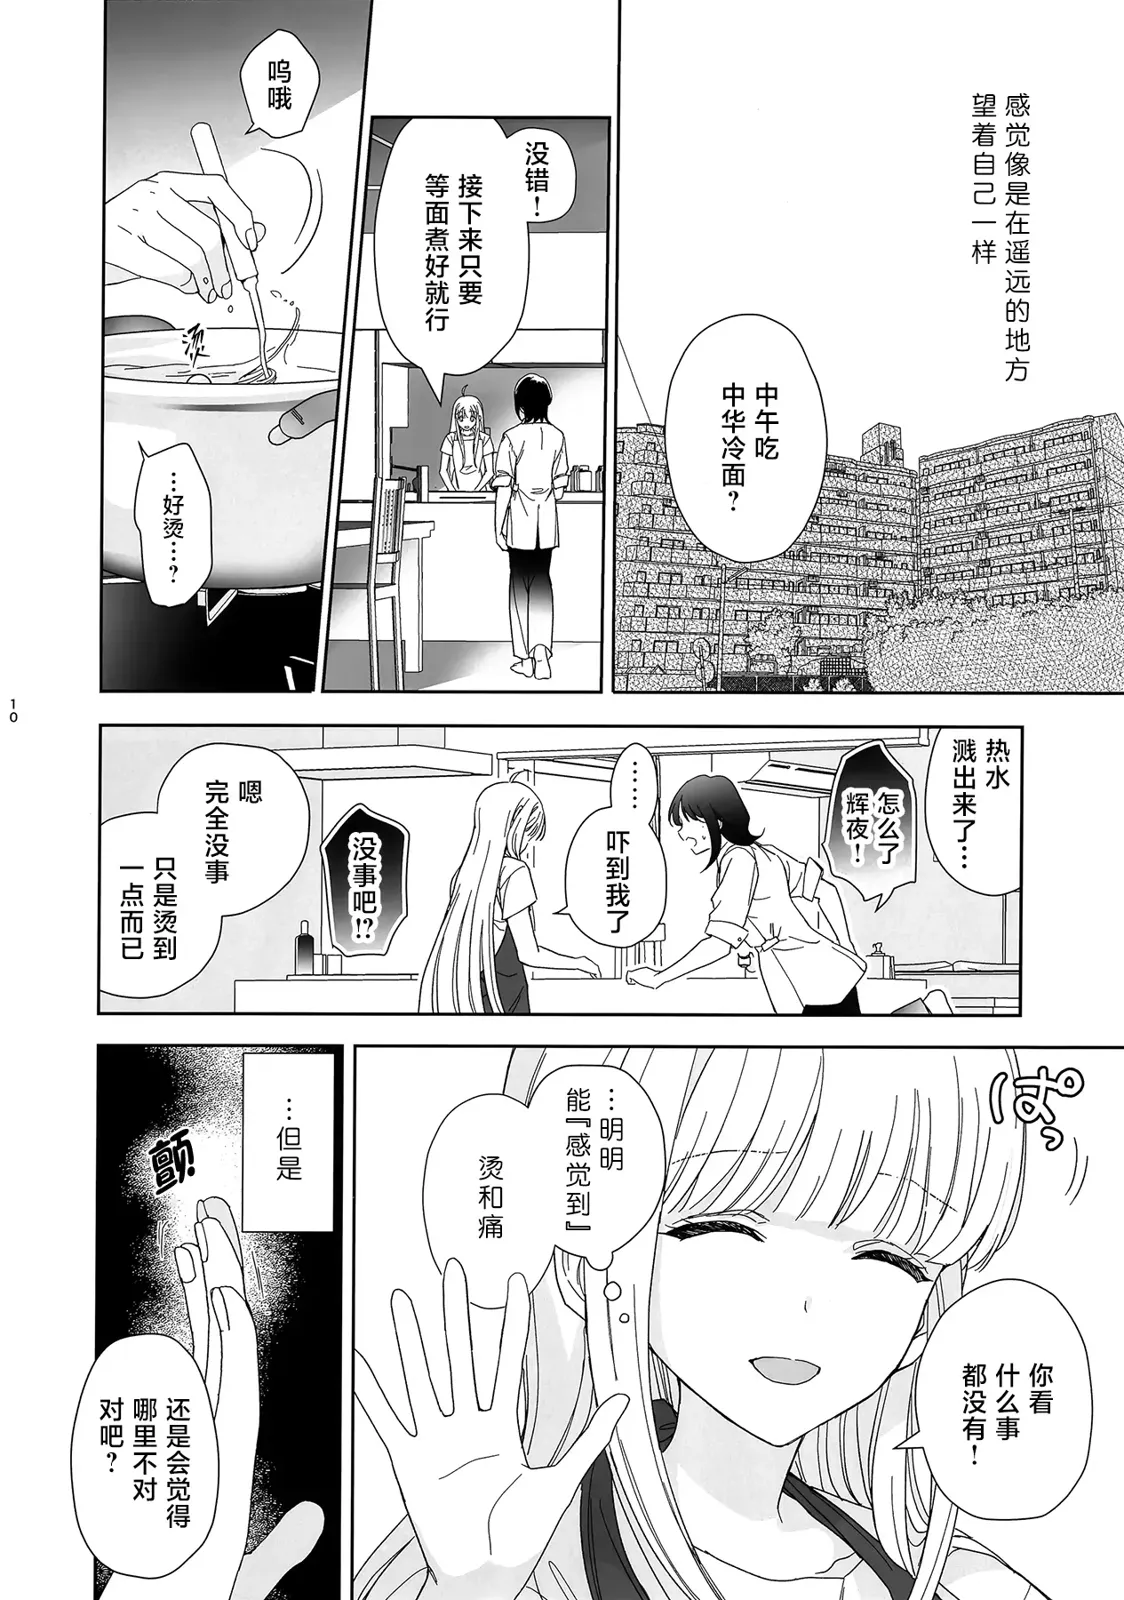 感觉像是在遥远的地方
望着自己一样
中午吃
中华冷面？
没错！
接下来只要
等面煮好就行
呜哦
烫
…好烫…？
热水
溅出来了…
怎么了
辉夜！
……
吓到我了
没事吧!?
嗯
完全没事
只是烫到
一点而已
ぱっ
你看
什么事
都没有！
…明明
能『感觉到』
烫和痛
…但是
颤
还是会觉得
哪里不对
对吧？
10